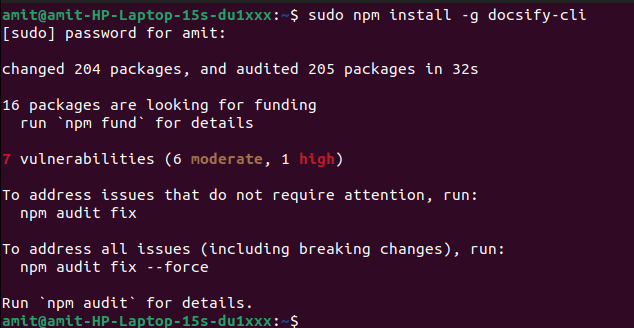 amit@amit-HP-Laptop-15s-du1xxx:~$ sudo npm install -g docsify-cli
[sudo] password for amit:
changed 204 packages, and audited 205 packages in 32s
16 packages are looking for funding
  run `npm fund` for details
7 vulnerabilities (6 moderate, 1 high)
To address issues that do not require attention, run:
  npm audit fix
To address all issues (including breaking changes), run:
  npm audit fix --force
Run `npm audit` for details.
amit@amit-HP-Laptop-15s-du1xxx:~$